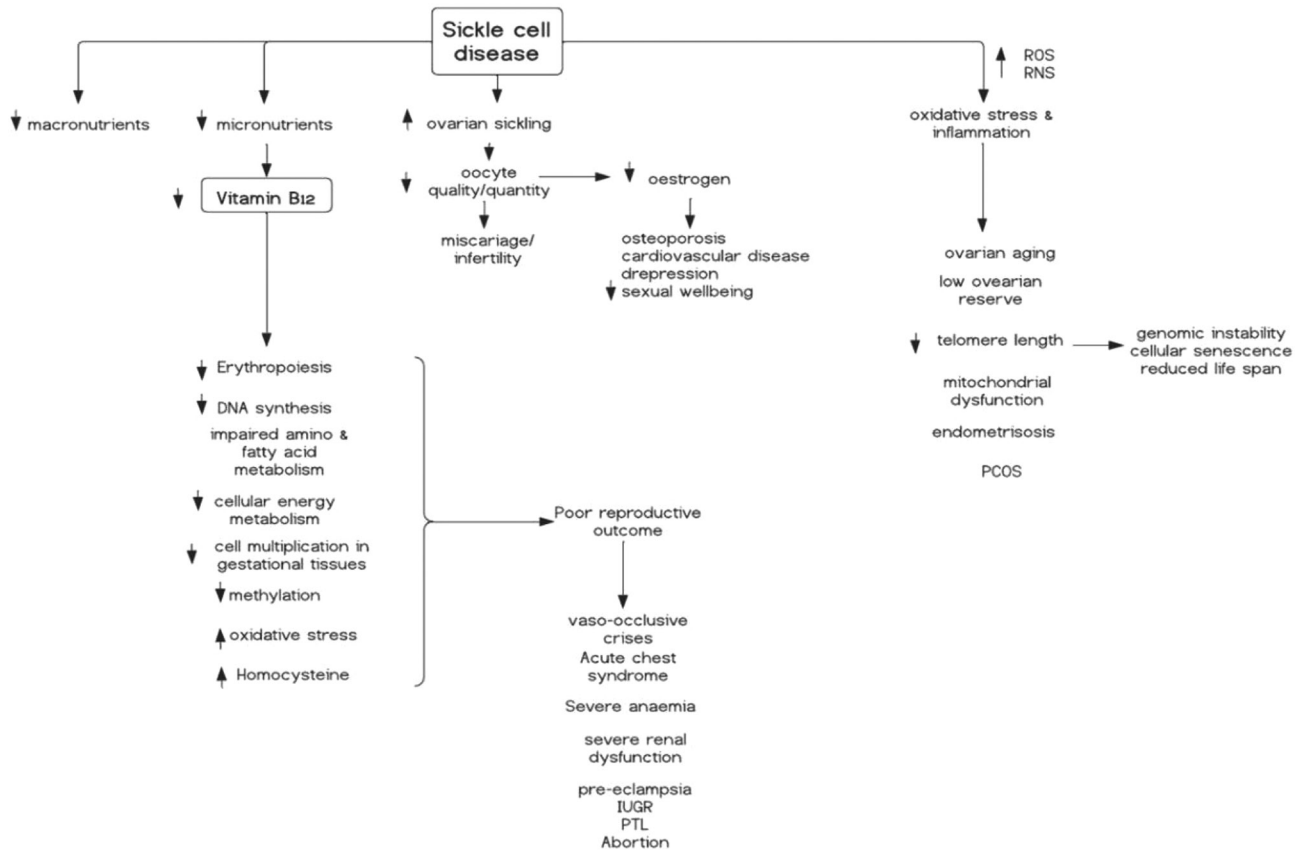 Sickle cell
disease
ROS
RNS
macronutrients
micronutrients
ovarian sickling
oxidative stress &
inflammation
Vitamin B12
oocyte
quality/quantity
oestrogen
miscariage/
infertility
osteoporosis
cardiovascular disease
drepression
sexual wellbeing
ovarian aging
low ovearian
reserve
telomere length
genomic instability
cellular senescence
reduced life span
mitochondrial
dysfunction
endometrisosis
PCOS
Erythropoiesis
DNA synthesis
impaired amino &
fatty acid
metabolism
cellular energy
metabolism
cell multiplication in
gestational tissues
methylation
oxidative stress
Homocysteine
Poor reproductive
outcome
vaso-occlusive
crises
Acute chest
syndrome
Severe anaemia
severe renal
dysfunction
pre-eclampsia
IUGR
PTL
Abortion